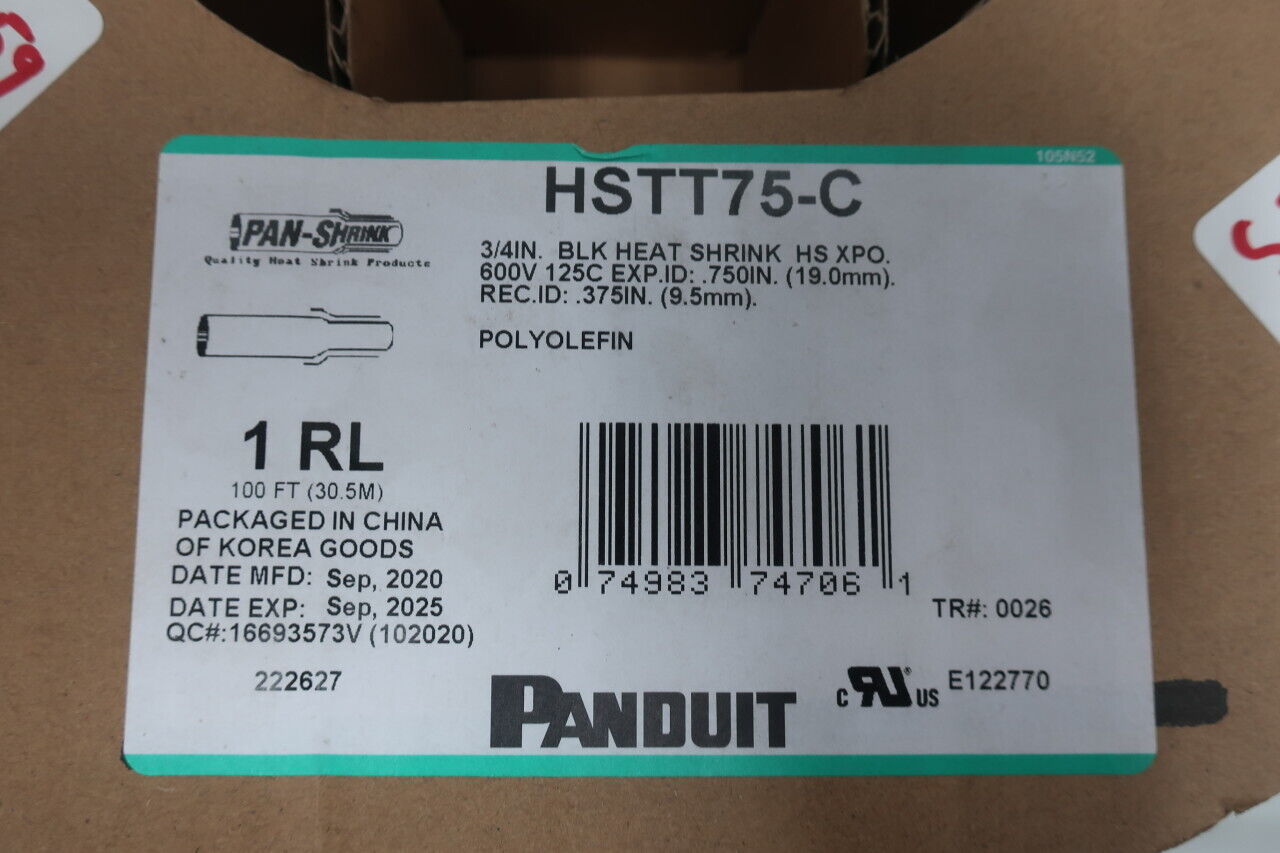 59
105N52
HSTT75-C
PAN-SHRINK
Quality Heat Shrink Products
3/4IN. BLK HEAT SHRINK HS XPO.
600V 125C EXP.ID: .750IN. (19.0mm).
REC.ID: .375IN. (9.5mm).
POLYOLEFIN
1 RL
100 FT (30.5M)
PACKAGED IN CHINA
OF KOREA GOODS
DATE MFD: Sep, 2020
DATE EXP: Sep, 2025
QC#:16693573V (102020)
222627
0 74983 74706 1
TR#: 0026
PANDUIT
C RU® US E122770